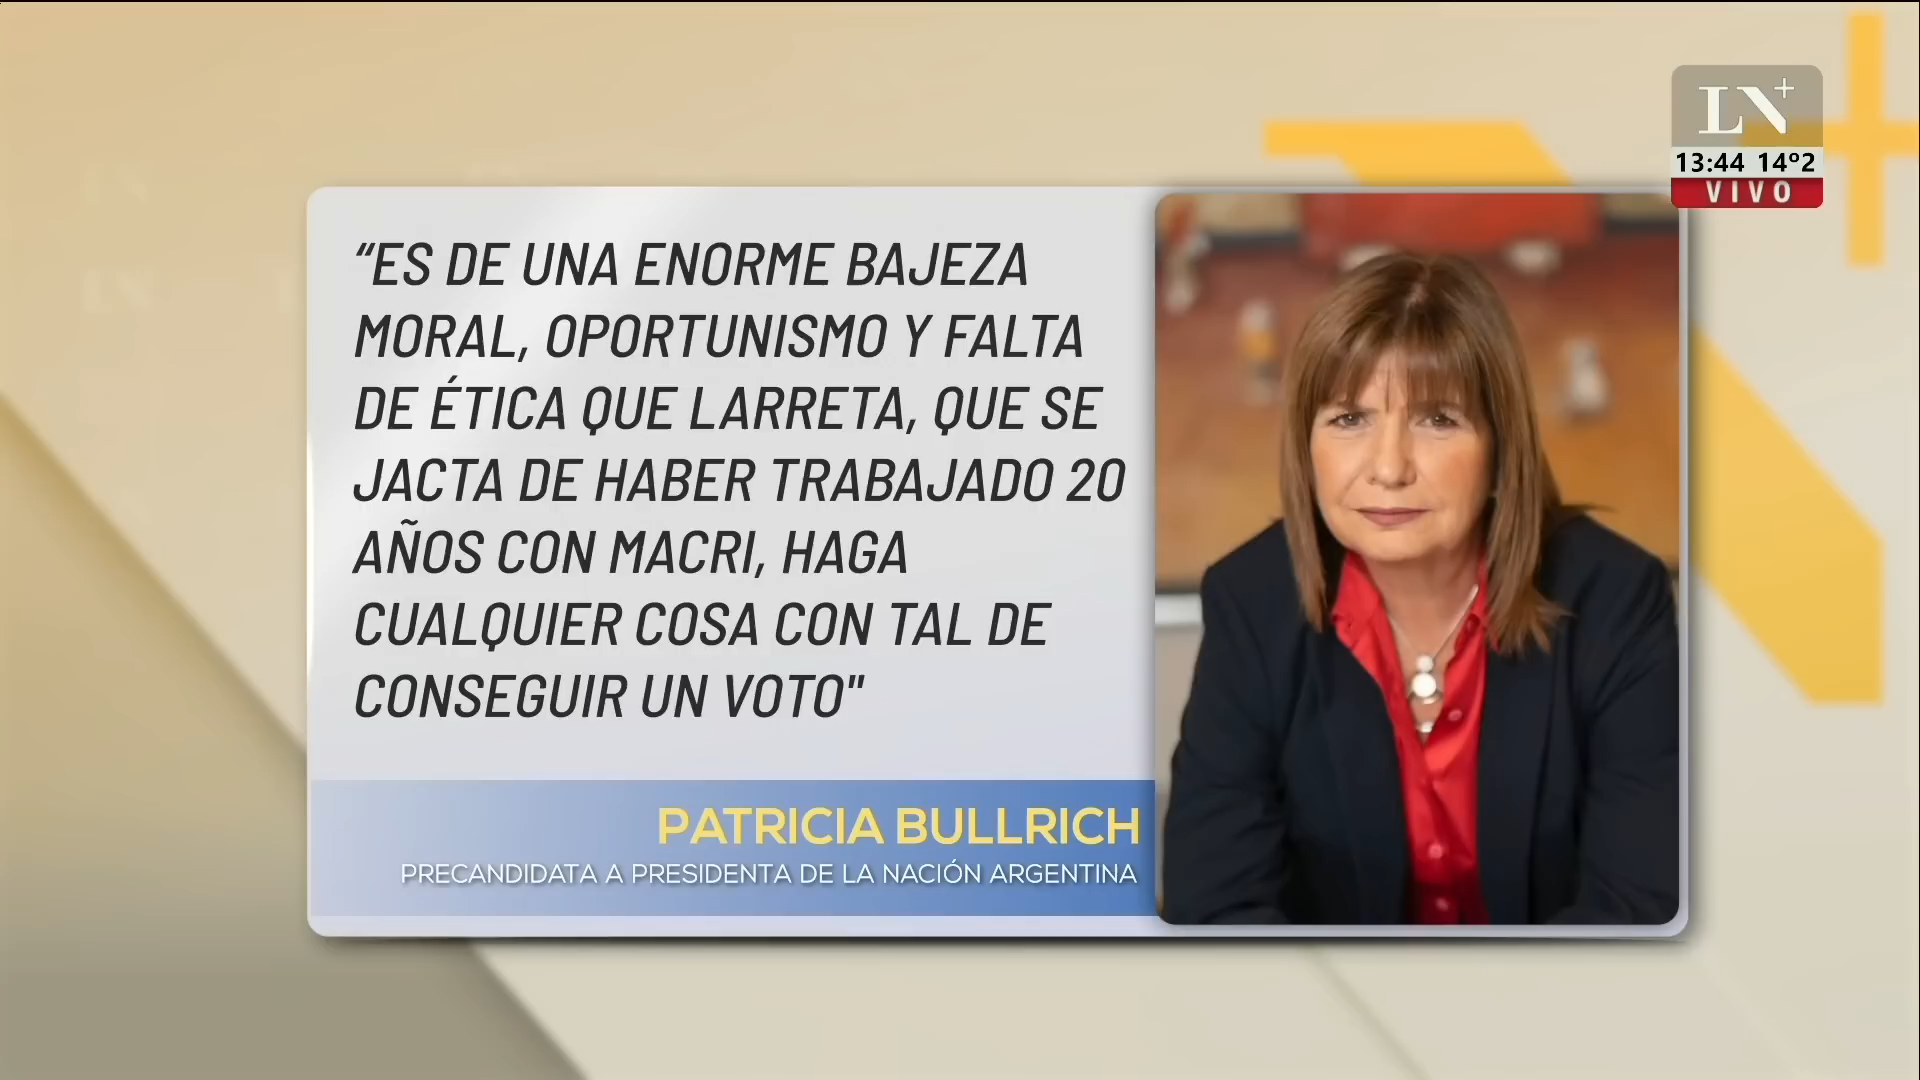 LN+
13:44 14º2
VIVO
“ES DE UNA ENORME BAJEZA
MORAL, OPORTUNISMO Y FALTA
DE ÉTICA QUE LARRETA, QUE SE
JACTA DE HABER TRABAJADO 20
AÑOS CON MACRI, HAGA
CUALQUIER COSA CON TAL DE
CONSEGUIR UN VOTO"
PATRICIA BULLRICH
PRECANDIDATA A PRESIDENTA DE LA NACIÓN ARGENTINA